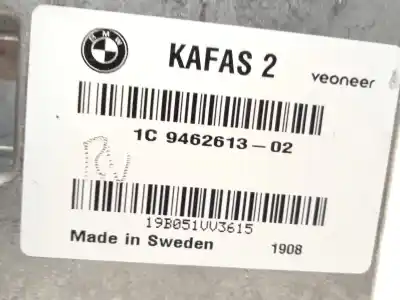 BMW
KAFAS 2
veoneer
1C 9462613-02
19B051VV3615
Made in Sweden
1908